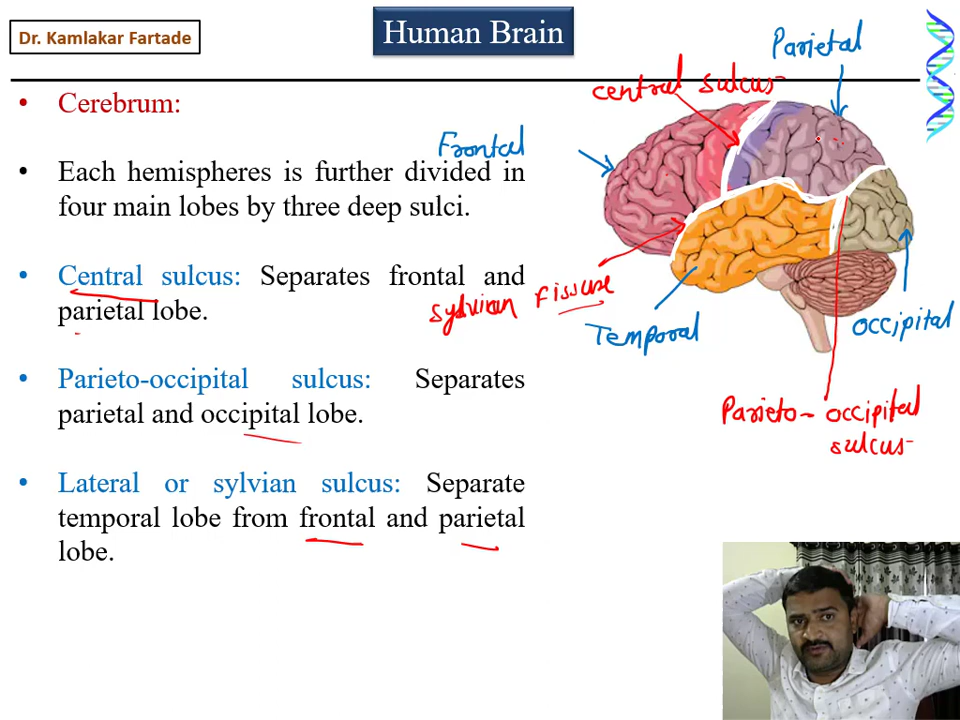 Dr. Kamlakar Fartade
Human Brain
Parietal
central sulcus
• Cerebrum:
Frontal
• Each hemispheres is further divided in
four main lobes by three deep sulci.
• Central sulcus: Separates frontal and
parietal lobe.
sylvian Fissure
Temporal
occipital
• Parieto-occipital sulcus: Separates
parietal and occipital lobe.
Parieto- occipital
sulcus
• Lateral or sylvian sulcus: Separate
temporal lobe from frontal and parietal
lobe.